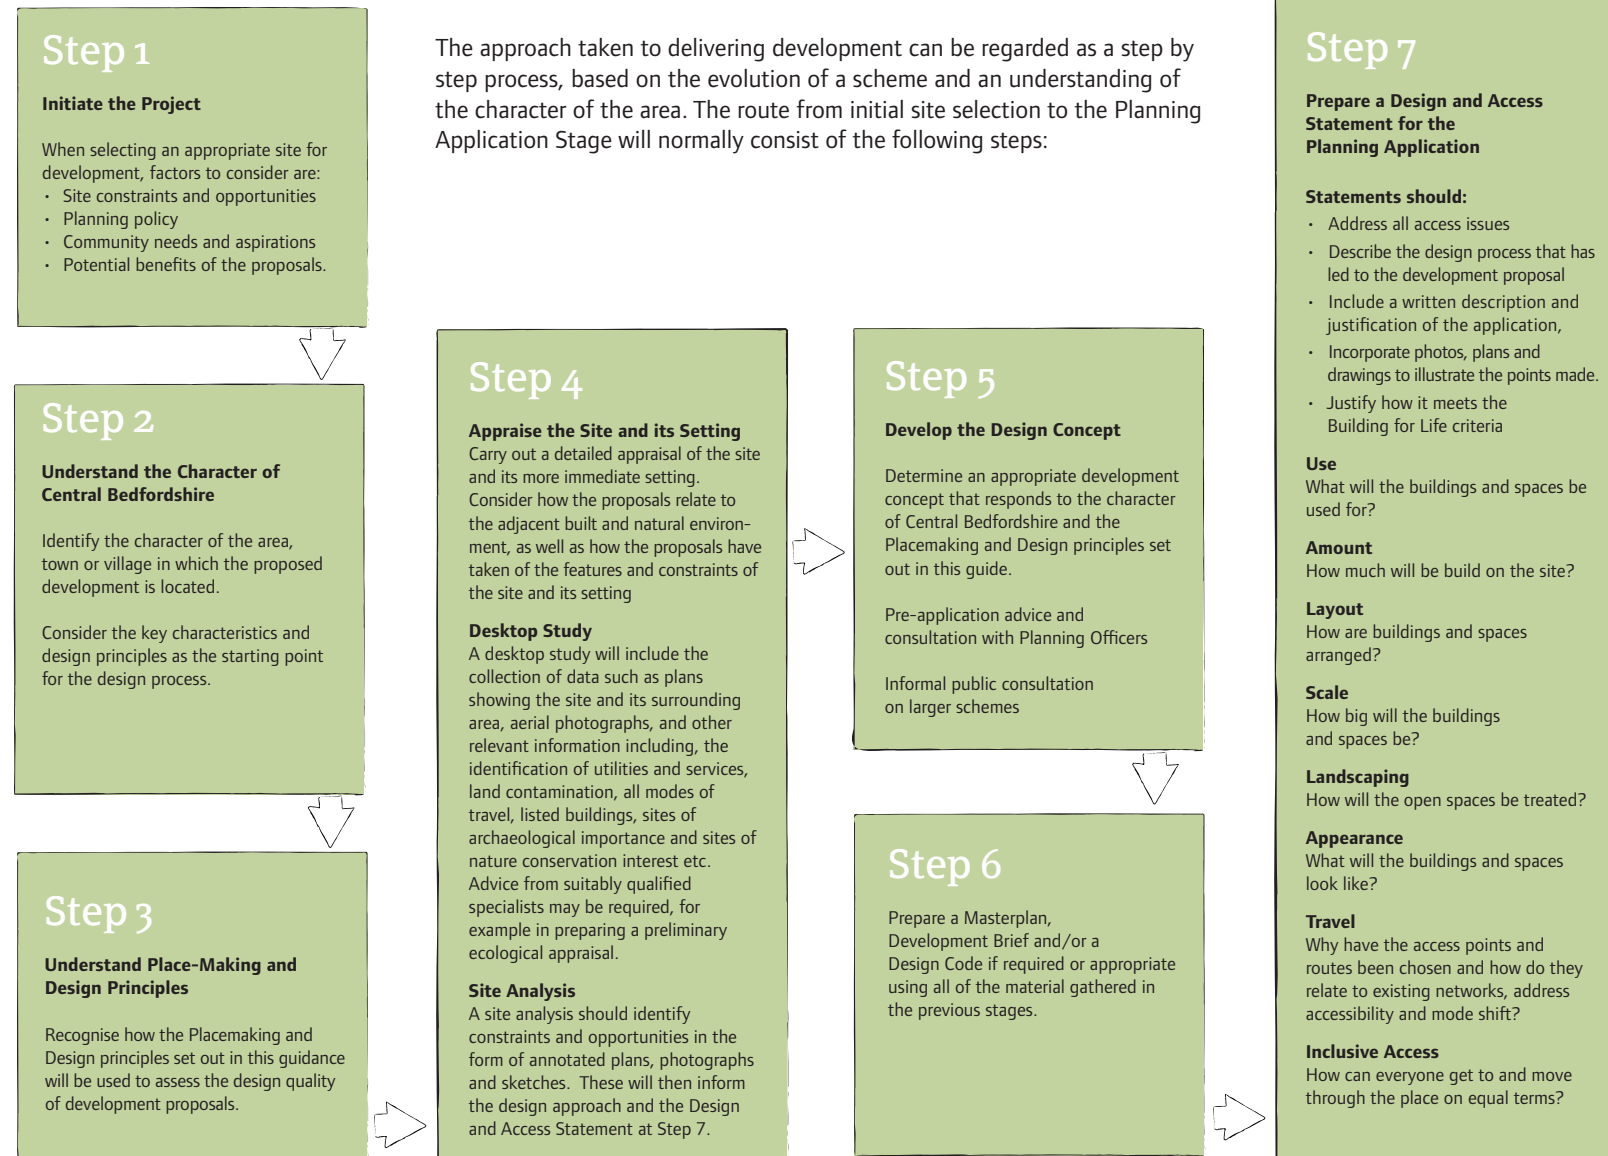 Step 1
Initiate the Project
When selecting an appropriate site for
development, factors to consider are:
· Site constraints and opportunities
· Planning policy
· Community needs and aspirations
· Potential benefits of the proposals.
The approach taken to delivering development can be regarded as a step by
step process, based on the evolution of a scheme and an understanding of
the character of the area. The route from initial site selection to the Planning
Application Stage will normally consist of the following steps:
Step 2
Understand the Character of
Central Bedfordshire
Identify the character of the area,
town or village in which the proposed
development is located.
Consider the key characteristics and
design principles as the starting point
for the design process.
Step 3
Understand Place-Making and
Design Principles
Recognise how the Placemaking and
Design principles set out in this guidance
will be used to assess the design quality
of development proposals.
Step 4
Appraise the Site and its Setting
Carry out a detailed appraisal of the site
and its more immediate setting.
Consider how the proposals relate to
the adjacent built and natural environ-
ment, as well as how the proposals have
taken of the features and constraints of
the site and its setting
Desktop Study
A desktop study will include the
collection of data such as plans
showing the site and its surrounding
area, aerial photographs, and other
relevant information including, the
identification of utilities and services,
land contamination, all modes of
travel, listed buildings, sites of
archaeological importance and sites of
nature conservation interest etc.
Advice from suitably qualified
specialists may be required, for
example in preparing a preliminary
ecological appraisal.
Site Analysis
A site analysis should identify
constraints and opportunities in the
form of annotated plans, photographs
and sketches.  These will then inform
the design approach and the Design
and Access Statement at Step 7.
Step 5
Develop the Design Concept
Determine an appropriate development
concept that responds to the character
of Central Bedfordshire and the
Placemaking and Design principles set
out in this guide.
Pre-application advice and
consultation with Planning Officers
Informal public consultation
on larger schemes
Step 6
Prepare a Masterplan,
Development Brief and/or a
Design Code if required or appropriate
using all of the material gathered in
the previous stages.
Step 7
Prepare a Design and Access
Statement for the
Planning Application
Statements should:
· Address all access issues
· Describe the design process that has
led to the development proposal
· Include a written description and
justification of the application,
· Incorporate photos, plans and
drawings to illustrate the points made.
· Justify how it meets the
Building for Life criteria
Use
What will the buildings and spaces be
used for?
Amount
How much will be build on the site?
Layout
How are buildings and spaces
arranged?
Scale
How big will the buildings
and spaces be?
Landscaping
How will the open spaces be treated?
Appearance
What will the buildings and spaces
look like?
Travel
Why have the access points and
routes been chosen and how do they
relate to existing networks, address
accessibility and mode shift?
Inclusive Access
How can everyone get to and move
through the place on equal terms?